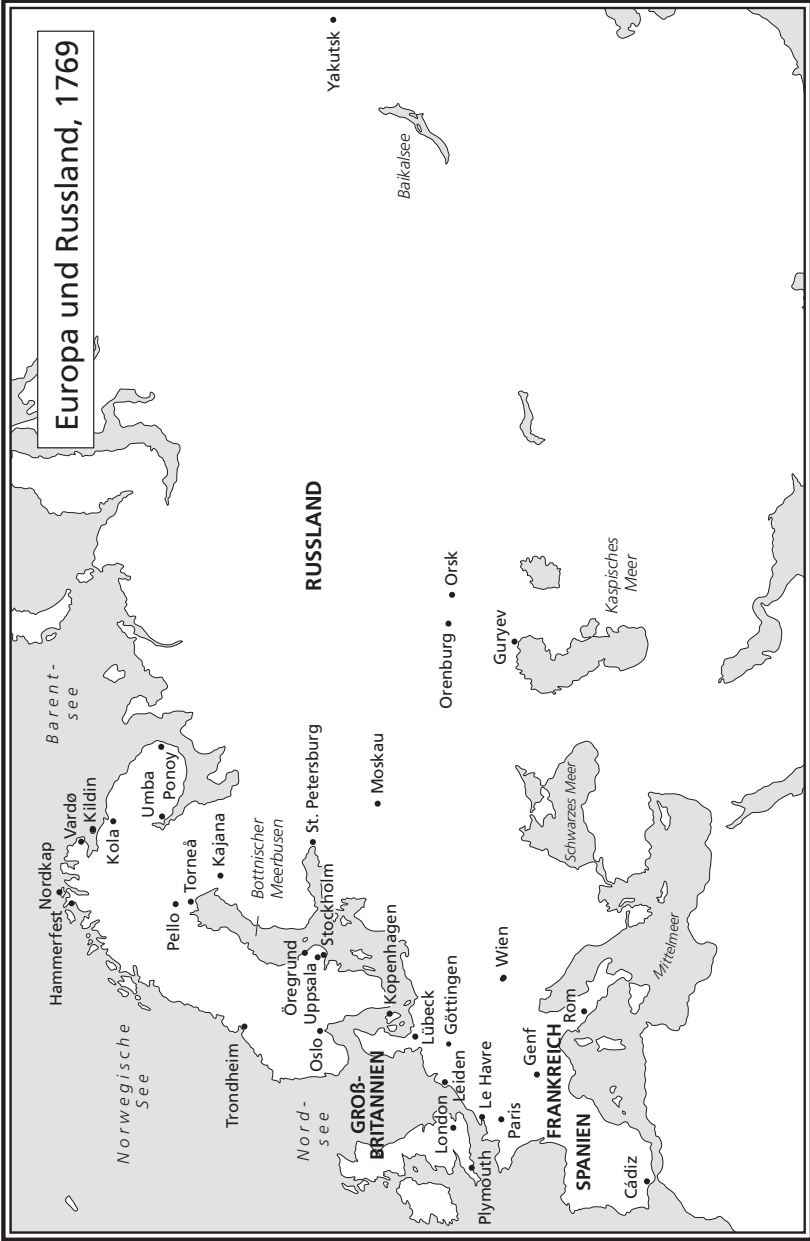 Europa und Russland, 1769
Yakutsk
Baikalsee
Barent-
see
RUSSLAND
Hammerfest
Nordkap
Vardø
Kildin
Kola
Umba
Ponoy
Pello
Torneå
Kajana
Norwegische
See
Trondheim
Bottnischer
Meerbusen
St. Petersburg
Öregrund
Uppsala
Stockholm
Oslo
Nord-
see
Moskau
Orenburg
Orsk
Guryev
Kaspisches
Meer
GROß-
BRITANNIEN
Kopenhagen
Lübeck
Göttingen
London
Leiden
Plymouth
Le Havre
Paris
Wien
Genf
FRANKREICH
Rom
SPANIEN
Cádiz
Schwarzes Meer
Mittelmeer